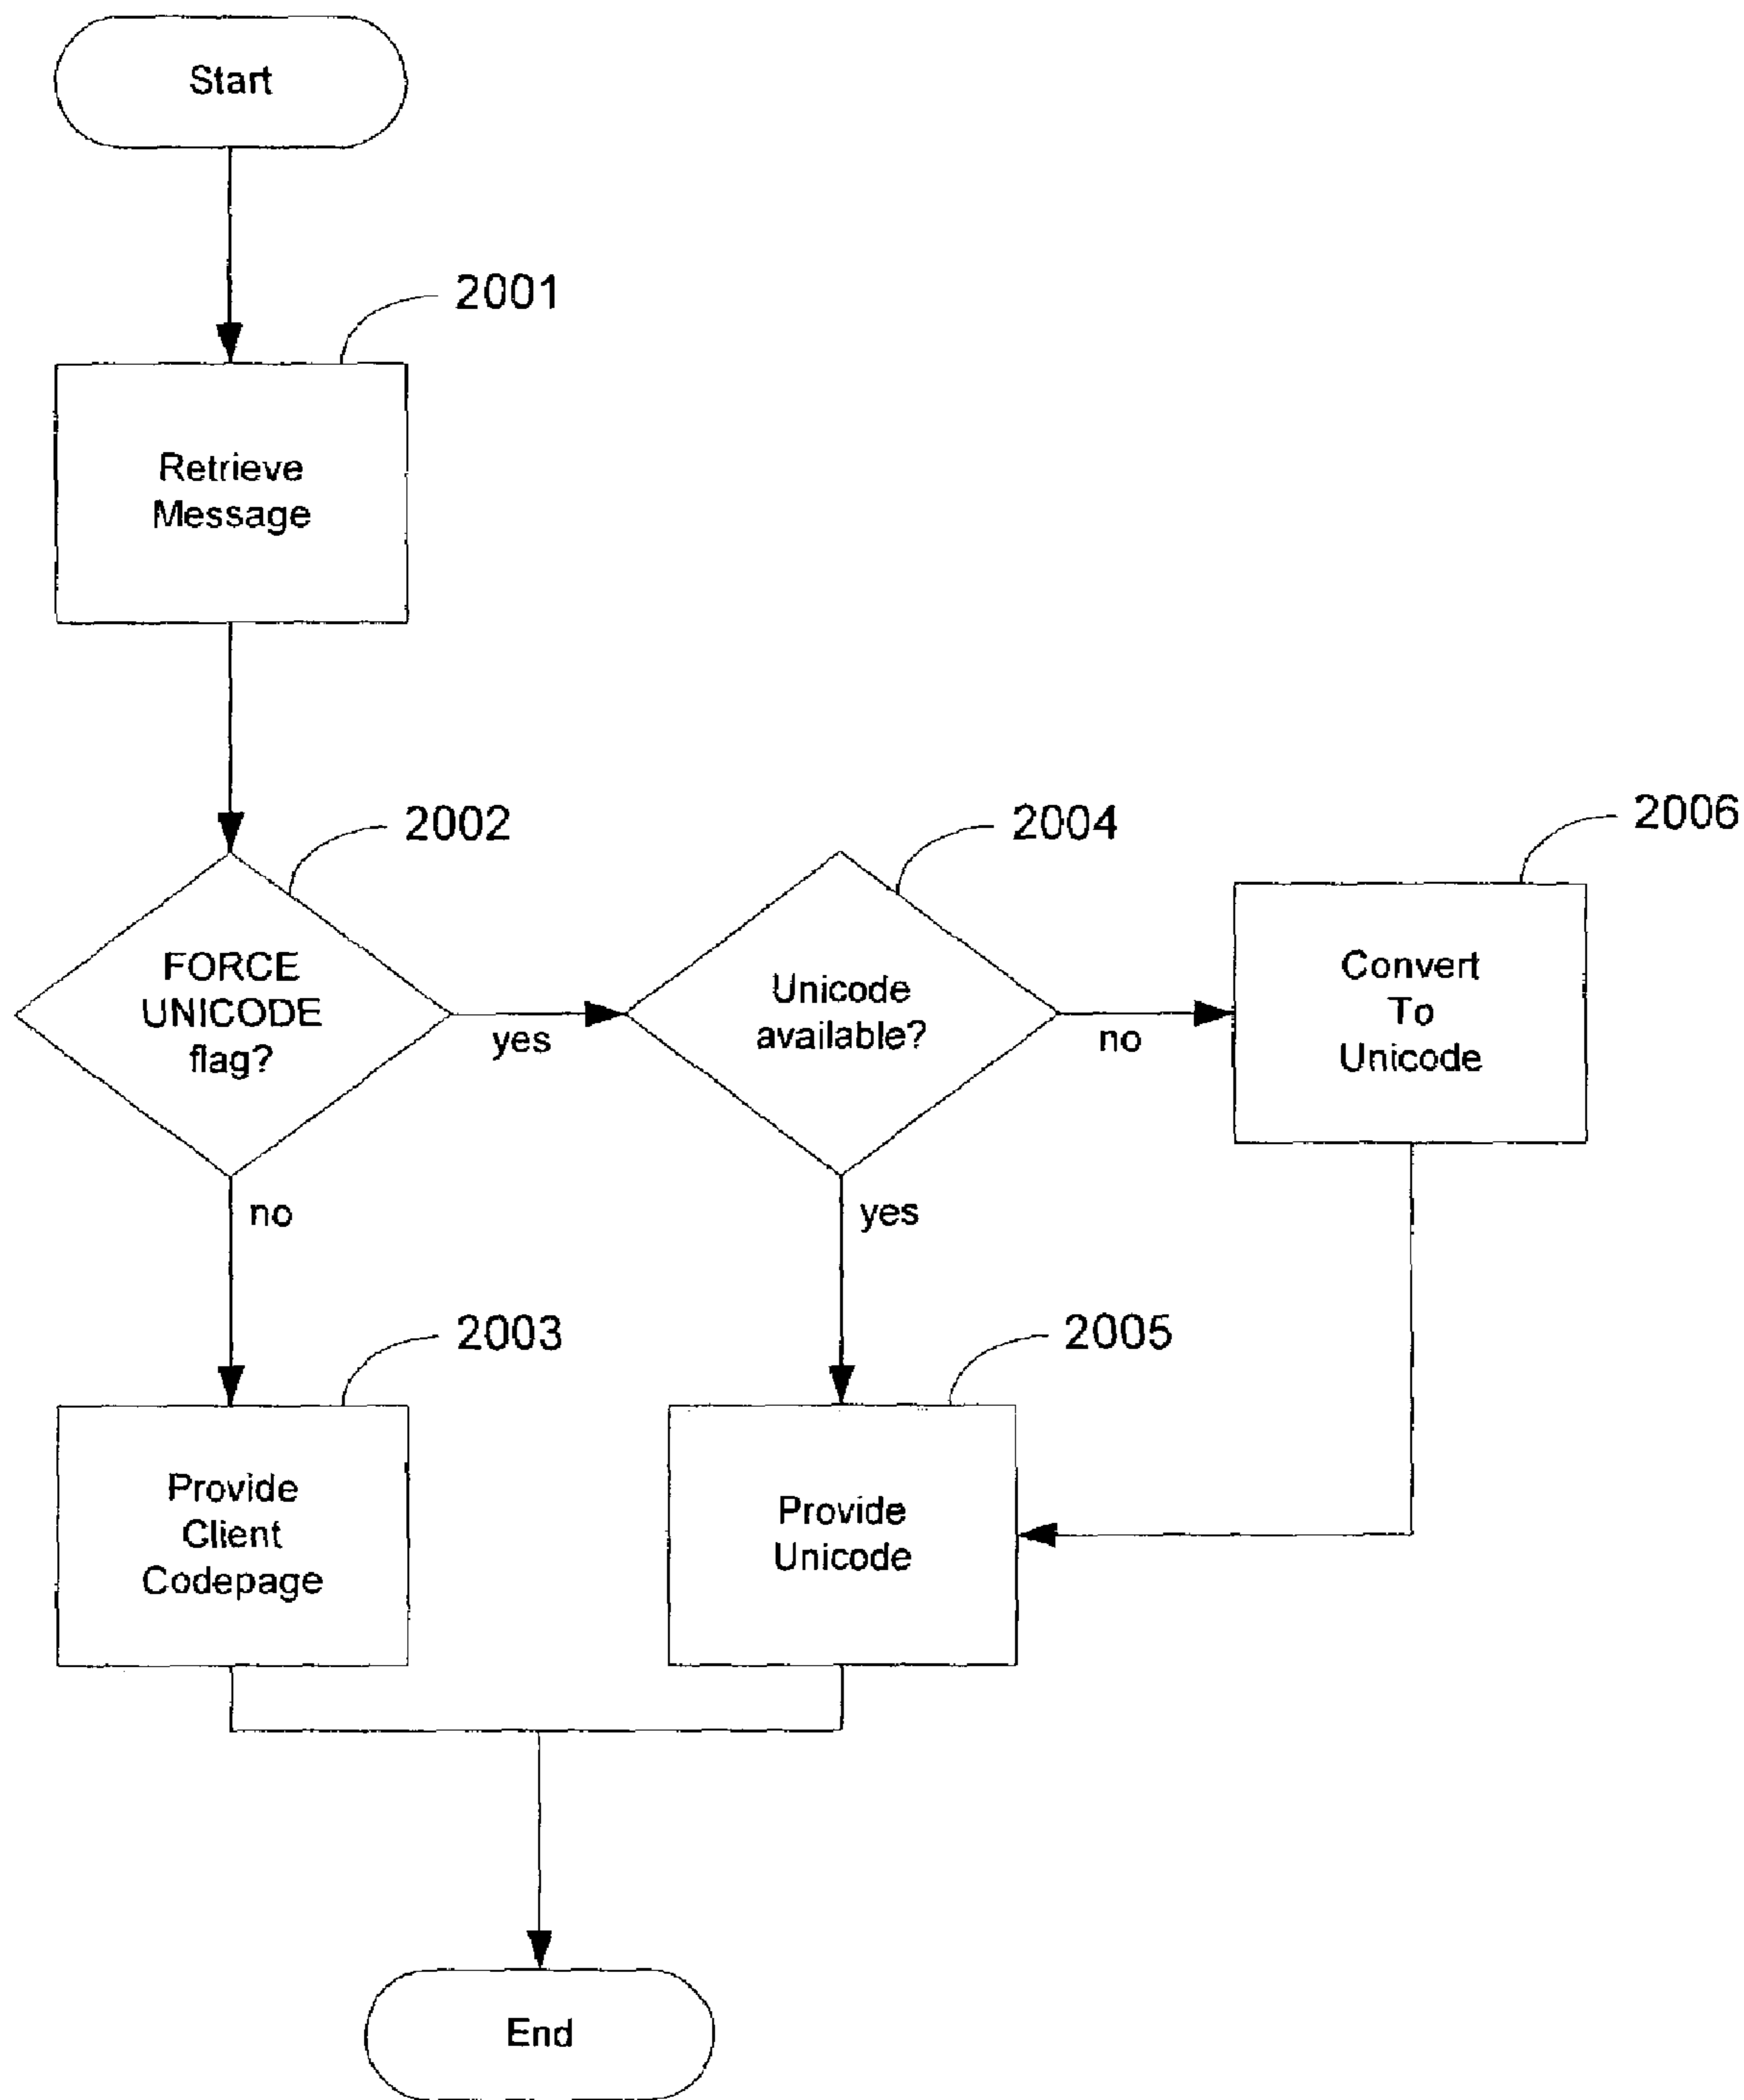 Start
2001
Retrieve
Message
2002
2004
2006
FORCE
UNICODE
flag?
yes
Unicode
available?
no
Convert
To
Unicode
no
yes
2003
2005
Provide
Client
Codepage
Provide
Unicode
End